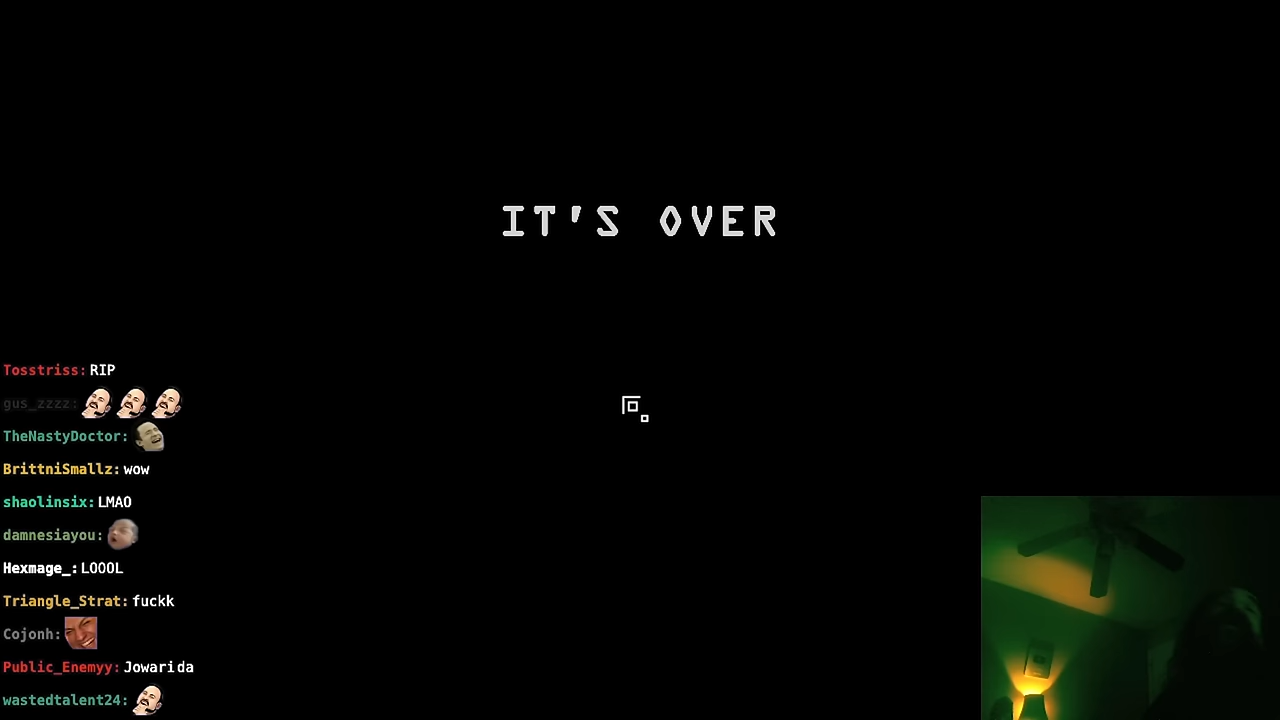 IT'S OVER
Tosstriss: RIP
gus_zzzz:
TheNastyDoctor:
BrittniSmallz: wow
shaolinsix: LMAO
damnesiayou:
Hexmage_: LOOOL
Triangle_Strat: fuckk
Cojonh:
Public_Enemyy: Jowarida
wastedtalent24: